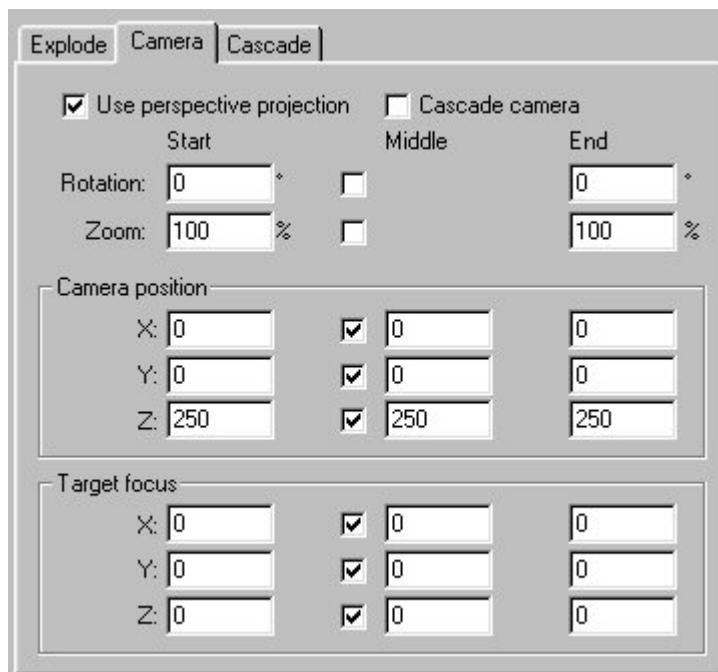 Explode Camera Cascade
Use perspective projection Cascade camera
Start Middle End
Rotation: 0 ° 0 °
Zoom: 100 % 100 %
Camera position
X: 0 0 0
Y: 0 0 0
Z: 250 250 250
Target focus
X: 0 0 0
Y: 0 0 0
Z: 0 0 0